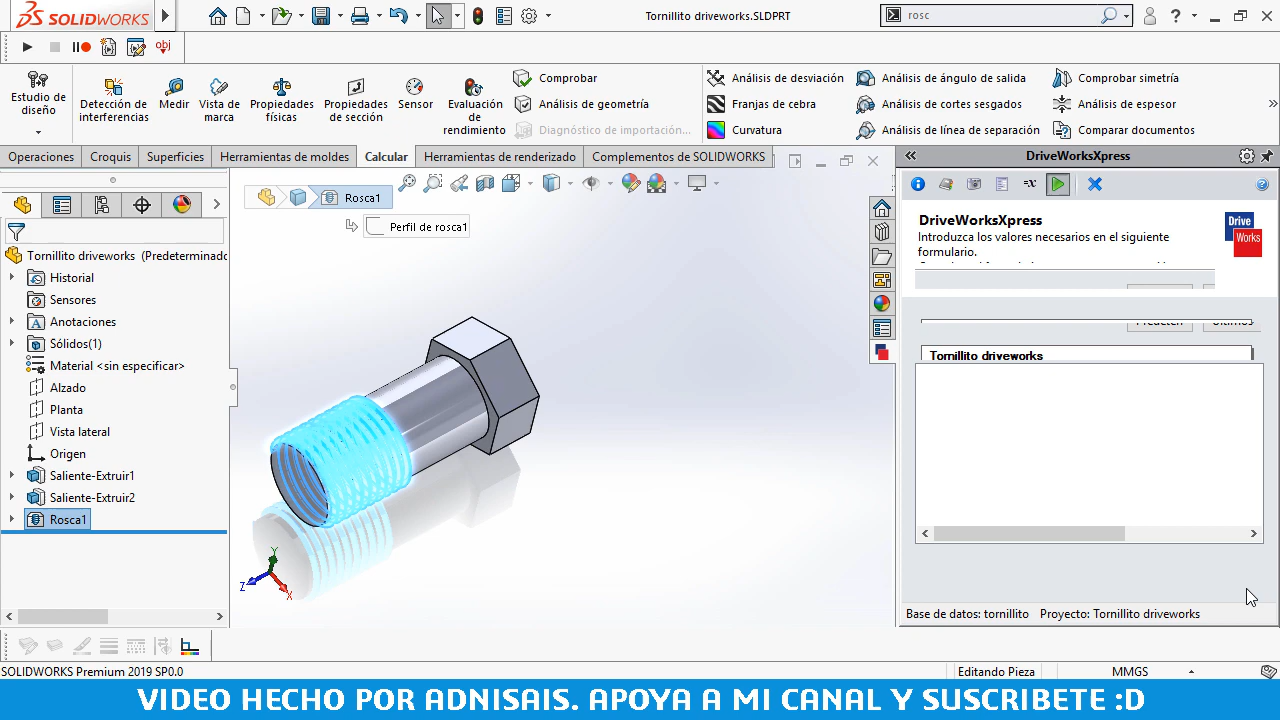 SOLIDWORKS
Tornillito driveworks.SLDPRT
rosc
obj
Estudio de diseño
Detección de interferencias
Medir
Vista de marca
Propiedades físicas
Propiedades de sección
Sensor
Evaluación de rendimiento
Comprobar
Análisis de geometría
Diagnóstico de importación...
Análisis de desviación
Franjas de cebra
Curvatura
Análisis de ángulo de salida
Análisis de cortes sesgados
Análisis de línea de separación
Comprobar simetría
Análisis de espesor
Comparar documentos
Operaciones
Croquis
Superficies
Herramientas de moldes
Calcular
Herramientas de renderizado
Complementos de SOLIDWORKS
DriveWorksXpress
Rosca1
Perfil de rosca1
Tornillito driveworks (Predeterminado
Historial
Sensores
Anotaciones
Sólidos(1)
Material <sin especificar>
Alzado
Planta
Vista lateral
Origen
Saliente-Extruir1
Saliente-Extruir2
Rosca1
Y
Z
X
DriveWorksXpress
Introduzca los valores necesarios en el siguiente
formulario.
Drive
Works
Tornillito driveworks
Base de datos: tornillito
Proyecto: Tornillito driveworks
SOLIDWORKS Premium 2019 SP0.0
Editando Pieza
MMGS
VIDEO HECHO POR ADNISAIS. APOYA A MI CANAL Y SUSCRIBETE :D